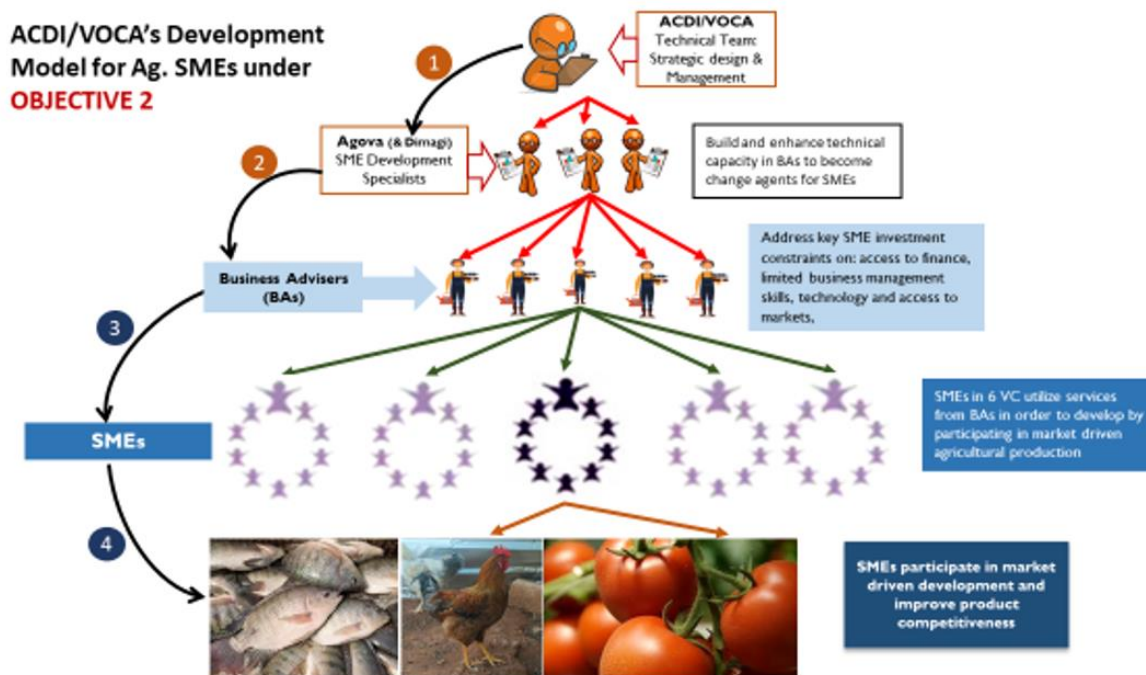 ACDI/VOCA's Development
Model for Ag. SMEs under
OBJECTIVE 2
1
ACDI/VOCA
Technical Team:
Strategic design &
Management
2
Agova (& Dimagi)
SME Development
Specialists
Build and enhance technical
capacity in BAs to become
change agents for SMEs
Business Advisers
(BAs)
Address key SME investment
constraints on: access to finance,
limited business management
skills, technology and access to
markets,
3
SMEs
SMEs in 6 VC utilize services
from BAs in order to develop by
participating in market driven
agricultural production
4
SMEs participate in market
driven development and
improve product
competitiveness